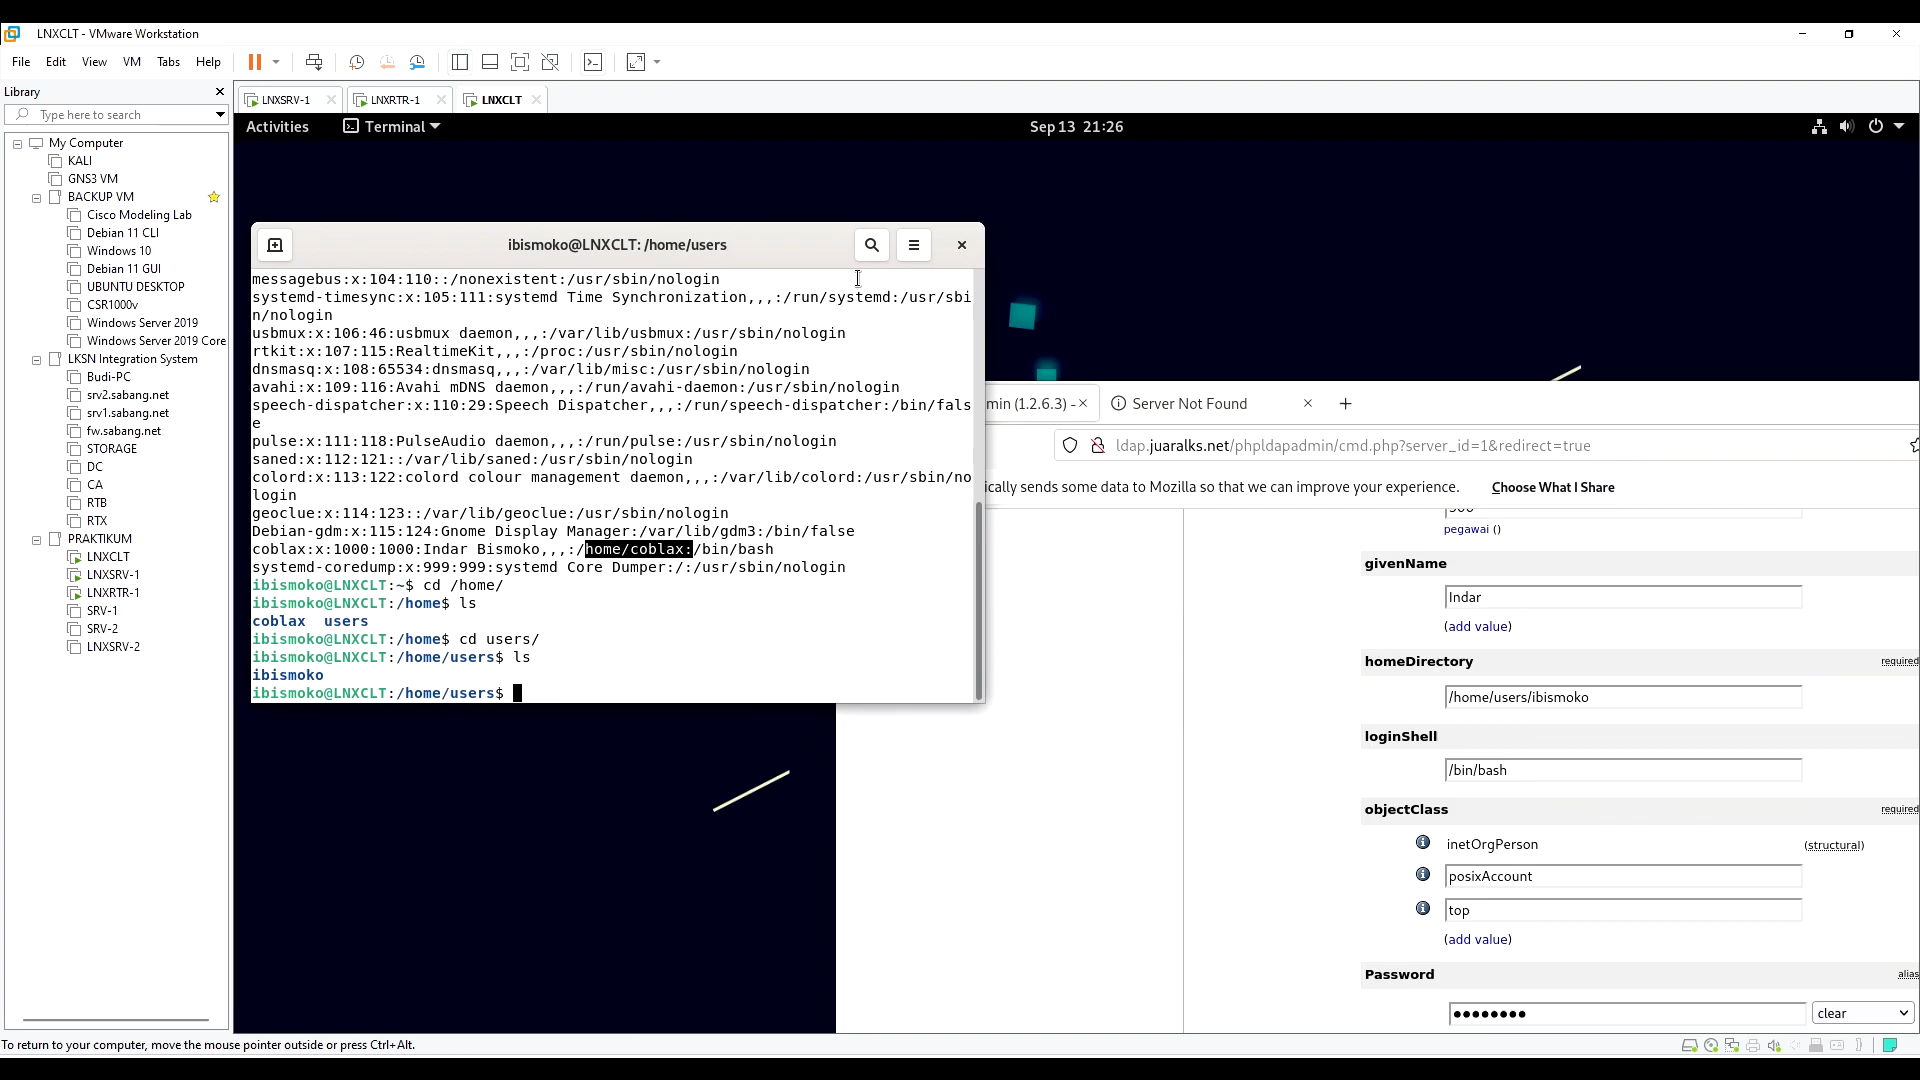 LNXCLT - VMware Workstation
File Edit View VM Tabs Help
Library
Type here to search
My Computer
KALI
GNS3 VM
BACKUP VM
Cisco Modeling Lab
Debian 11 CLI
Windows 10
Debian 11 GUI
UBUNTU DESKTOP
CSR1000v
Windows Server 2019
Windows Server 2019 Core
LKSN Integration System
Budi-PC
srv2.sabang.net
srv1.sabang.net
fw.sabang.net
STORAGE
DC
CA
RTB
RTX
PRAKTIKUM
LNXCLT
LNXSRV-1
LNXRTR-1
SRV-1
SRV-2
LNXSRV-2
LNXSRV-1 LNXRTR-1 LNXCLT
Activities Terminal Sep 13 21:26
ibismoko@LNXCLT: /home/users
messagebus:x:104:110::/nonexistent:/usr/sbin/nologin
systemd-timesync:x:105:111:systemd Time Synchronization,,,:/run/systemd:/usr/sbi
n/nologin
usbmux:x:106:46:usbmux daemon,,,:/var/lib/usbmux:/usr/sbin/nologin
rtkit:x:107:115:RealtimeKit,,,:/proc:/usr/sbin/nologin
dnsmasq:x:108:65534:dnsmasq,,,:/var/lib/misc:/usr/sbin/nologin
avahi:x:109:116:Avahi mDNS daemon,,,:/run/avahi-daemon:/usr/sbin/nologin
speech-dispatcher:x:110:29:Speech Dispatcher,,,:/run/speech-dispatcher:/bin/fals
e
pulse:x:111:118:PulseAudio daemon,,,:/run/pulse:/usr/sbin/nologin
saned:x:112:121::/var/lib/saned:/usr/sbin/nologin
colord:x:113:122:colord colour management daemon,,,:/var/lib/colord:/usr/sbin/no
login
geoclue:x:114:123::/var/lib/geoclue:/usr/sbin/nologin
Debian-gdm:x:115:124:Gnome Display Manager:/var/lib/gdm3:/bin/false
coblax:x:1000:1000:Indar Bismoko,,,:/home/coblax:/bin/bash
systemd-coredump:x:999:999:systemd Core Dumper:/:/usr/sbin/nologin
ibismoko@LNXCLT:~$ cd /home/
ibismoko@LNXCLT:/home$ ls
coblax users
ibismoko@LNXCLT:/home$ cd users/
ibismoko@LNXCLT:/home/users$ ls
ibismoko
ibismoko@LNXCLT:/home/users$
min (1.2.6.3) - Server Not Found
ldap.juaralks.net/phpldapadmin/cmd.php?server_id=1&redirect=true
ically sends some data to Mozilla so that we can improve your experience. Choose What I Share
pegawai ()
givenName
Indar
(add value)
homeDirectory required
/home/users/ibismoko
loginShell
/bin/bash
objectClass required
inetOrgPerson (structural)
posixAccount
top
(add value)
Password alias
clear
To return to your computer, move the mouse pointer outside or press Ctrl+Alt.